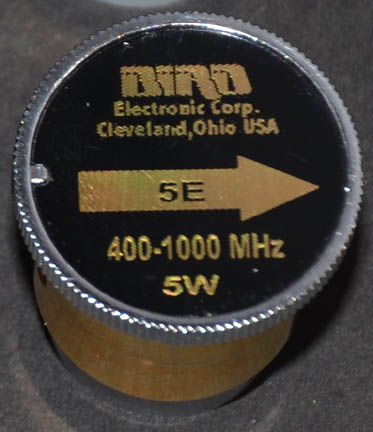 BIRD
Electronic Corp.
Cleveland,Ohio USA
5E
400-1000 MHz
5W